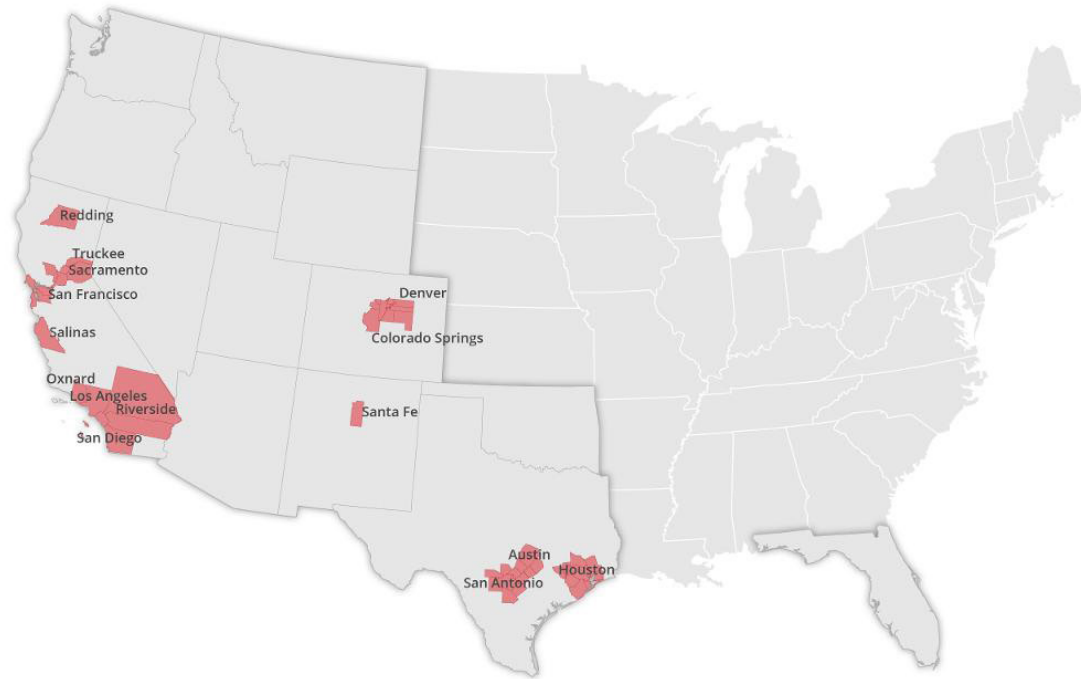 Redding
Truckee
Sacramento
San Francisco
Denver
Salinas
Colorado Springs
Oxnard
Los Angeles
Riverside
Santa Fe
San Diego
Austin
Houston
San Antonio